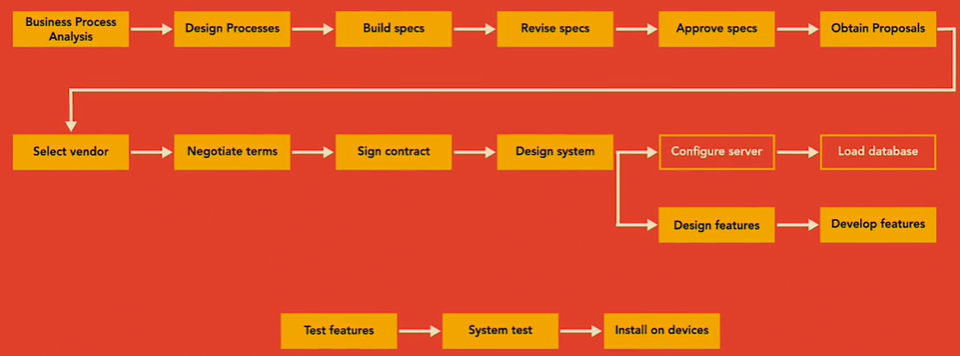 Business Process
Analysis
Design Processes
Build specs
Revise specs
Approve specs
Obtain Proposals
Select vendor
Negotiate terms
Sign contract
Design system
Configure server
Load database
Design features
Develop features
Test features
System test
Install on devices